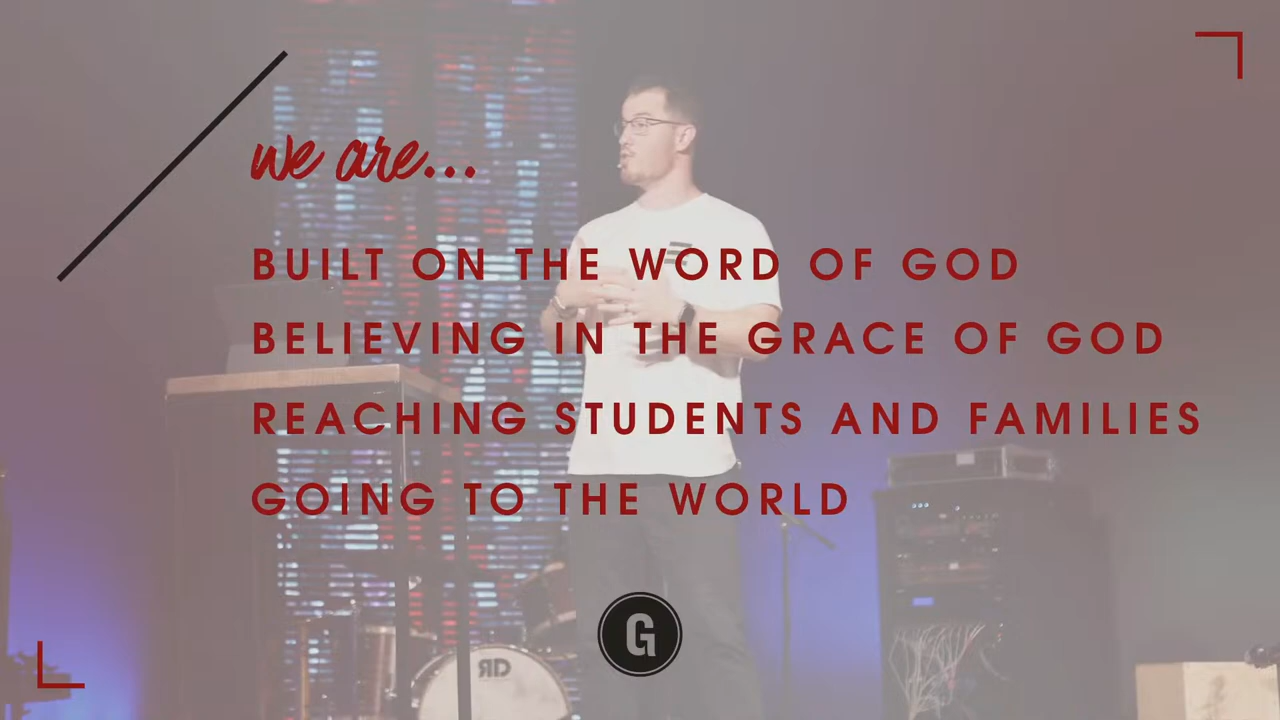 we are...
BUILT ON THE WORD OF GOD
BELIEVING IN THE GRACE OF GOD
REACHING STUDENTS AND FAMILIES
GOING TO THE WORLD
G